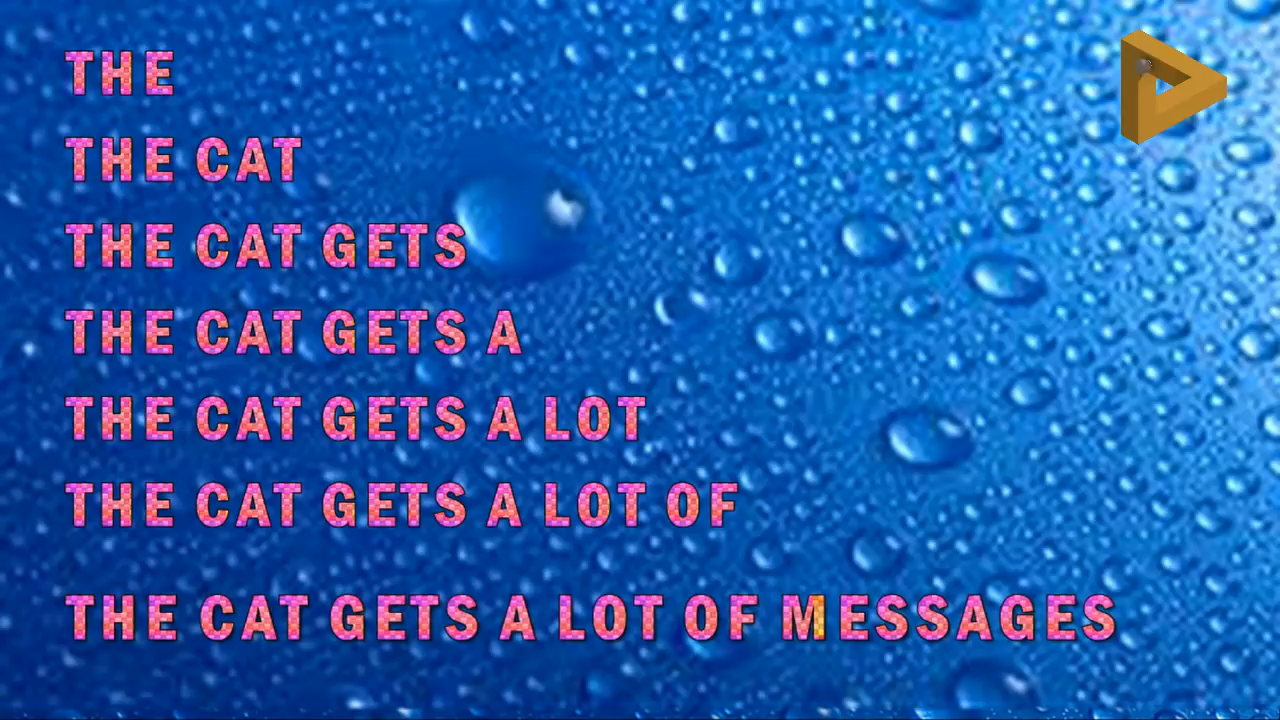 THE
THE CAT
THE CAT GETS
THE CAT GETS A
THE CAT GETS A LOT
THE CAT GETS A LOT OF
THE CAT GETS A LOT OF MESSAGES